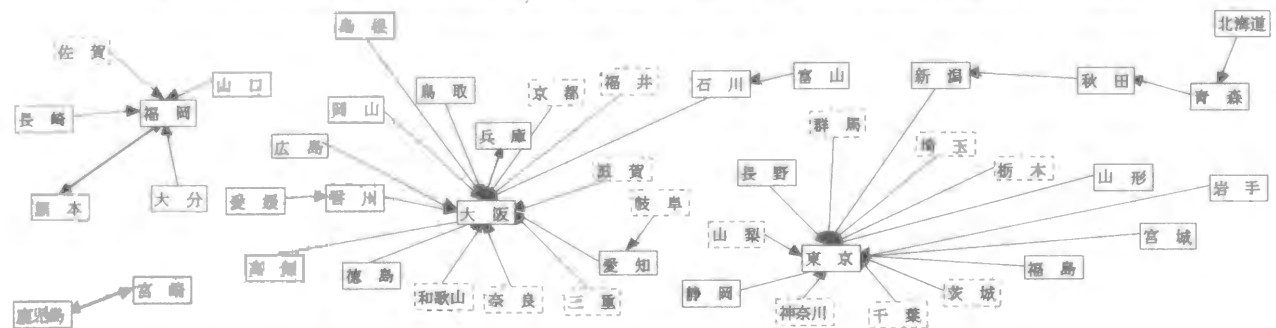 佐賀
山口
長崎
福岡
熊本
大分
鹿児島
宮崎
島根
鳥取
京都
福井
石川
富山
岡山
兵庫
広島
滋賀
岐阜
愛媛
香川
大阪
高知
徳島
和歌山
奈良
三重
愛知
新潟
秋田
北海道
青森
群馬
埼玉
栃木
長野
山形
岩手
山梨
東京
宮城
静岡
福島
神奈川
千葉
茨城